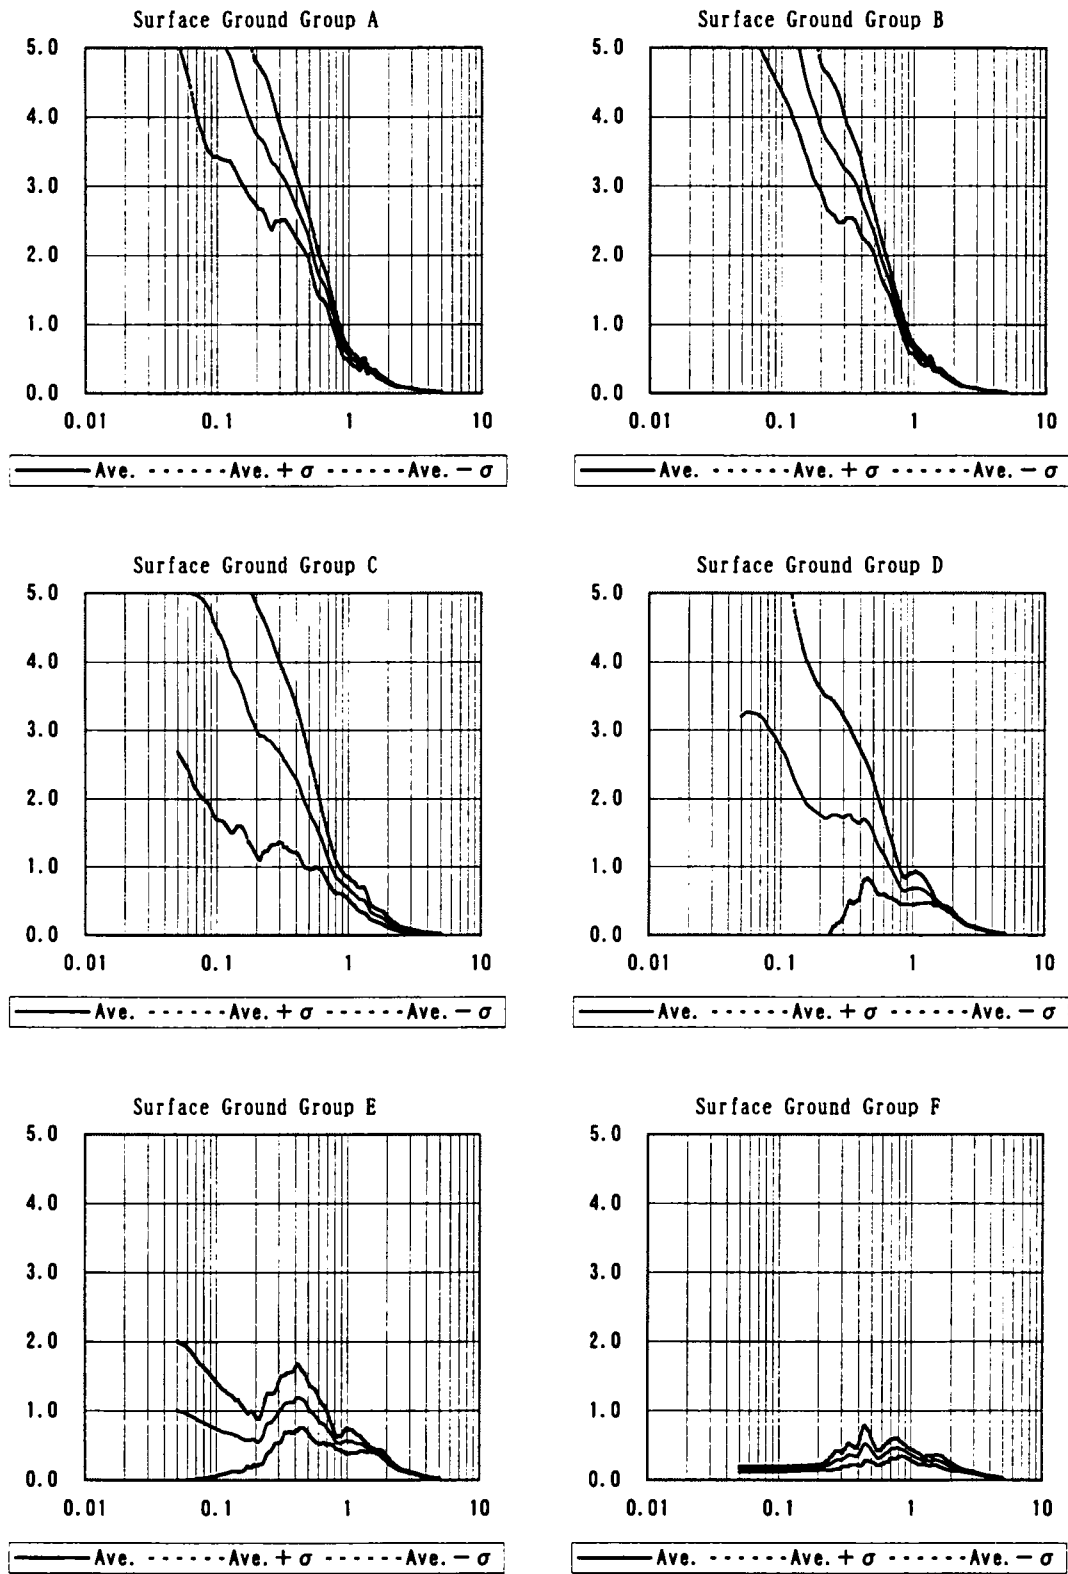 Surface Ground Group A
5.0
4.0
3.0
2.0
1.0
0.0
0.01 0.1 1 10
Ave. Ave.+σ Ave.−σ
Surface Ground Group B
5.0
4.0
3.0
2.0
1.0
0.0
0.01 0.1 1 10
Ave. Ave.+σ Ave.−σ
Surface Ground Group C
5.0
4.0
3.0
2.0
1.0
0.0
0.01 0.1 1 10
Ave. Ave.+σ Ave.−σ
Surface Ground Group D
5.0
4.0
3.0
2.0
1.0
0.0
0.01 0.1 1 10
Ave. Ave.+σ Ave.−σ
Surface Ground Group E
5.0
4.0
3.0
2.0
1.0
0.0
0.01 0.1 1 10
Ave. Ave.+σ Ave.−σ
Surface Ground Group F
5.0
4.0
3.0
2.0
1.0
0.0
0.01 0.1 1 10
Ave. Ave.+σ Ave.−σ